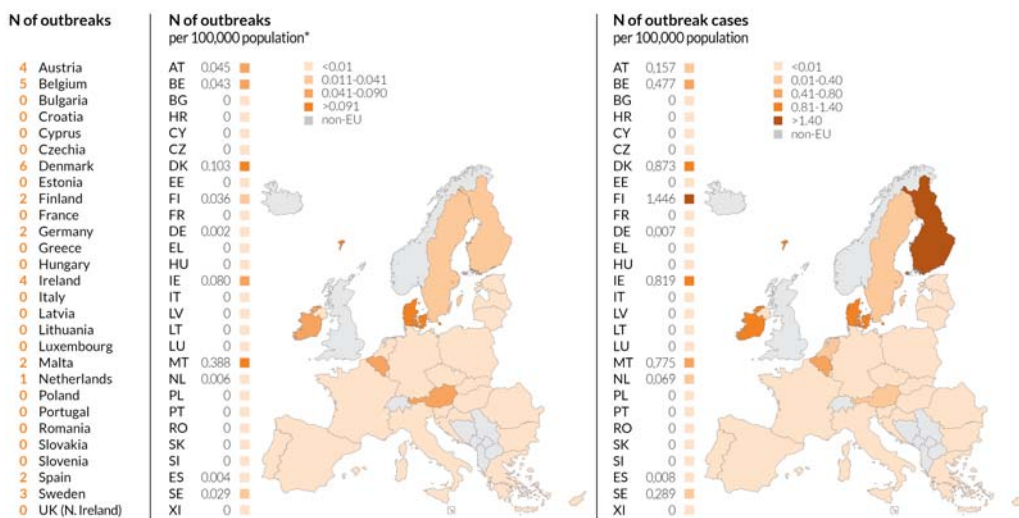 N of outbreaks
4 Austria
5 Belgium
0 Bulgaria
0 Croatia
0 Cyprus
0 Czechia
6 Denmark
0 Estonia
2 Finland
0 France
2 Germany
0 Greece
0 Hungary
4 Ireland
0 Italy
0 Latvia
0 Lithuania
0 Luxembourg
2 Malta
1 Netherlands
0 Poland
0 Portugal
0 Romania
0 Slovakia
0 Slovenia
2 Spain
3 Sweden
0 UK (N. Ireland)
N of outbreaks
per 100,000 population*
AT 0.045
BE 0.043
BG 0
HR 0
CY 0
CZ 0
DK 0.103
EE 0
FI 0.036
FR 0
DE 0.002
EL 0
HU 0
IE 0.080
IT 0
LV 0
LT 0
LU 0
MT 0.388
NL 0.006
PL 0
PT 0
RO 0
SK 0
SI 0
ES 0.004
SE 0.029
XI 0
<0.01
0.011-0.041
0.041-0.090
>0.091
non-EU
N of outbreak cases
per 100,000 population
AT 0,157
BE 0,477
BG 0
HR 0
CY 0
CZ 0
DK 0,873
EE 0
FI 1,446
FR 0
DE 0,007
EL 0
HU 0
IE 0,819
IT 0
LV 0
LT 0
LU 0
MT 0,775
NL 0,069
PL 0
PT 0
RO 0
SK 0
SI 0
ES 0,008
SE 0,289
XI 0
<0.01
0.01-0.40
0.41-0.80
0.81-1.40
>1.40
non-EU